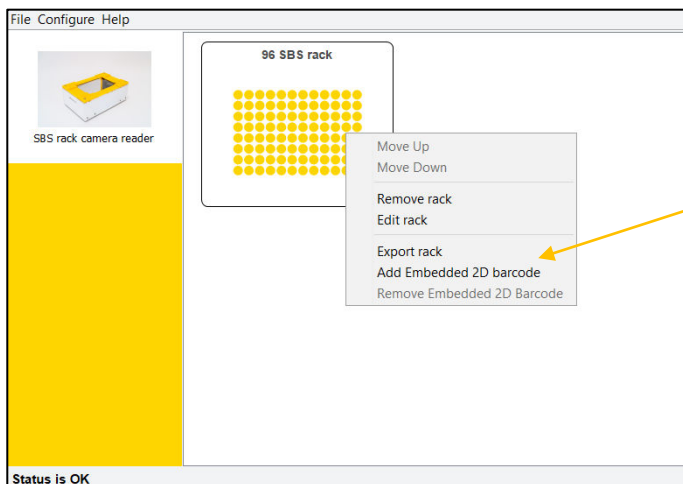 File Configure Help
SBS rack camera reader
96 SBS rack
Move Up
Move Down
Remove rack
Edit rack
Export rack
Add Embedded 2D barcode
Remove Embedded 2D Barcode
Status is OK